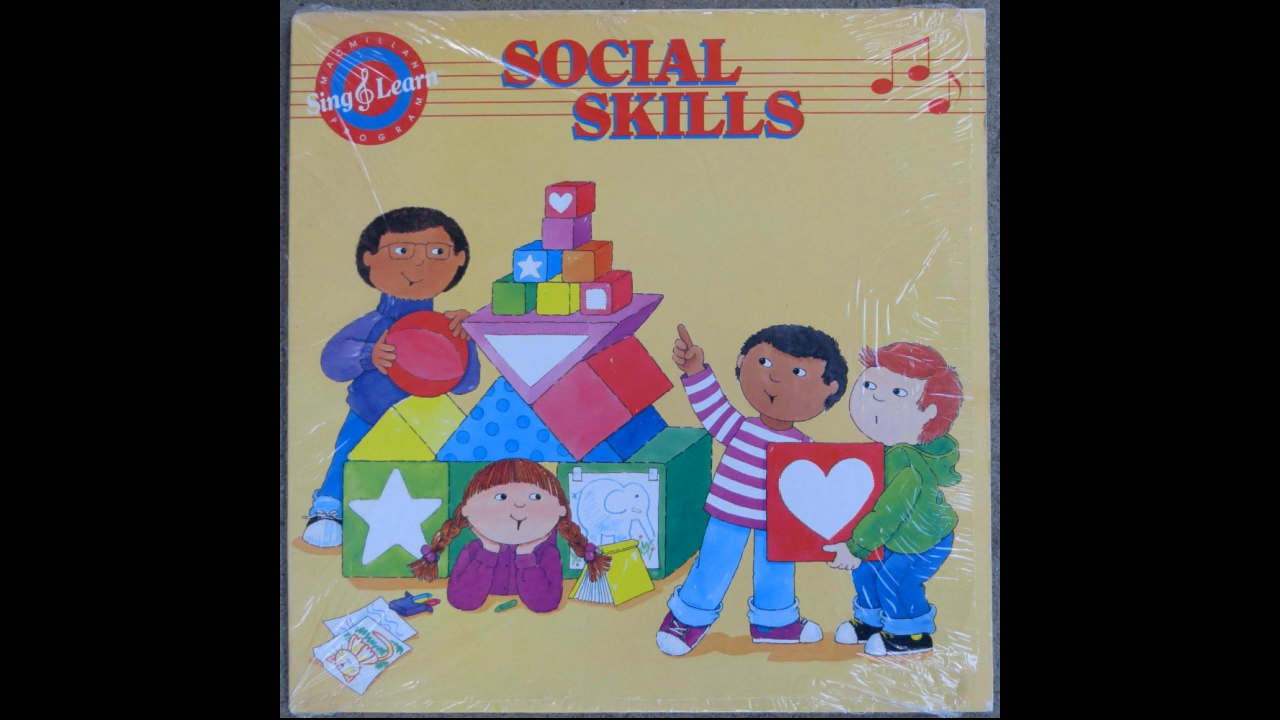 MACMILLAN
Sing & Learn
PROGRAM
SOCIAL
SKILLS